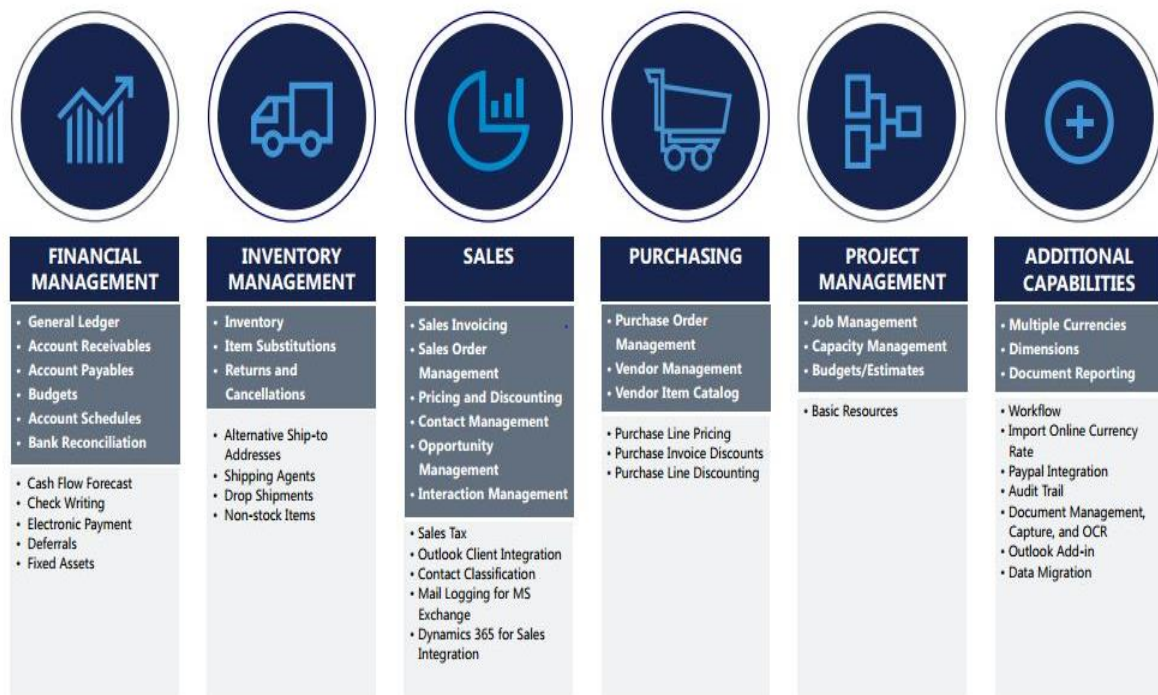 FINANCIAL
MANAGEMENT
• General Ledger
• Account Receivables
• Account Payables
• Budgets
• Account Schedules
• Bank Reconciliation
• Cash Flow Forecast
• Check Writing
• Electronic Payment
• Deferrals
• Fixed Assets
INVENTORY
MANAGEMENT
• Inventory
• Item Substitutions
• Returns and
Cancellations
• Alternative Ship-to
Addresses
• Shipping Agents
• Drop Shipments
• Non-stock Items
SALES
• Sales Invoicing
• Sales Order
Management
• Pricing and Discounting
• Contact Management
• Opportunity
Management
• Interaction Management
• Sales Tax
• Outlook Client Integration
• Contact Classification
• Mail Logging for MS
Exchange
• Dynamics 365 for Sales
Integration
PURCHASING
• Purchase Order
Management
• Vendor Management
• Vendor Item Catalog
• Purchase Line Pricing
• Purchase Invoice Discounts
• Purchase Line Discounting
PROJECT
MANAGEMENT
• Job Management
• Capacity Management
• Budgets/Estimates
• Basic Resources
ADDITIONAL
CAPABILITIES
• Multiple Currencies
• Dimensions
• Document Reporting
• Workflow
• Import Online Currency
Rate
• Paypal Integration
• Audit Trail
• Document Management,
Capture, and OCR
• Outlook Add-in
• Data Migration